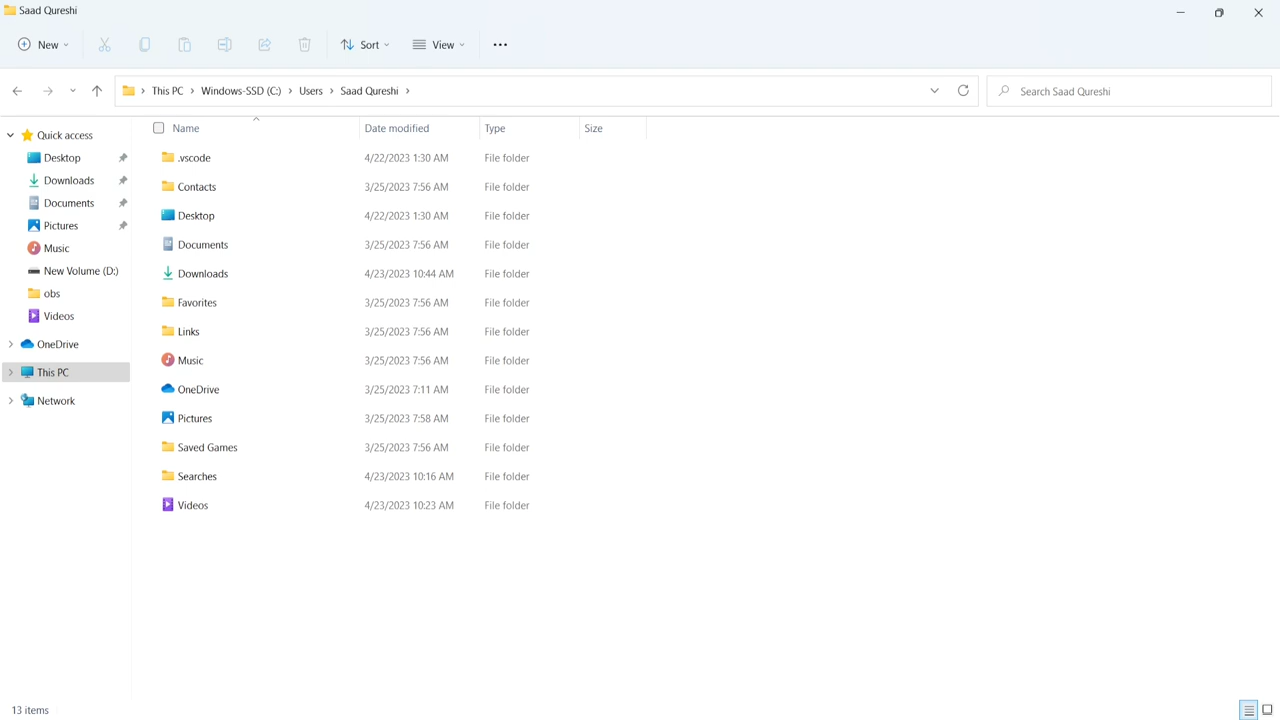 Saad Qureshi
New
Sort
View
This PC > Windows-SSD (C:) > Users > Saad Qureshi >
Search Saad Qureshi
Quick access
Desktop
Downloads
Documents
Pictures
Music
New Volume (D:)
obs
Videos
OneDrive
This PC
Network
Name Date modified Type Size
.vscode 4/22/2023 1:30 AM File folder
Contacts 3/25/2023 7:56 AM File folder
Desktop 4/22/2023 1:30 AM File folder
Documents 3/25/2023 7:56 AM File folder
Downloads 4/23/2023 10:44 AM File folder
Favorites 3/25/2023 7:56 AM File folder
Links 3/25/2023 7:56 AM File folder
Music 3/25/2023 7:56 AM File folder
OneDrive 3/25/2023 7:11 AM File folder
Pictures 3/25/2023 7:58 AM File folder
Saved Games 3/25/2023 7:56 AM File folder
Searches 4/23/2023 10:16 AM File folder
Videos 4/23/2023 10:23 AM File folder
13 items